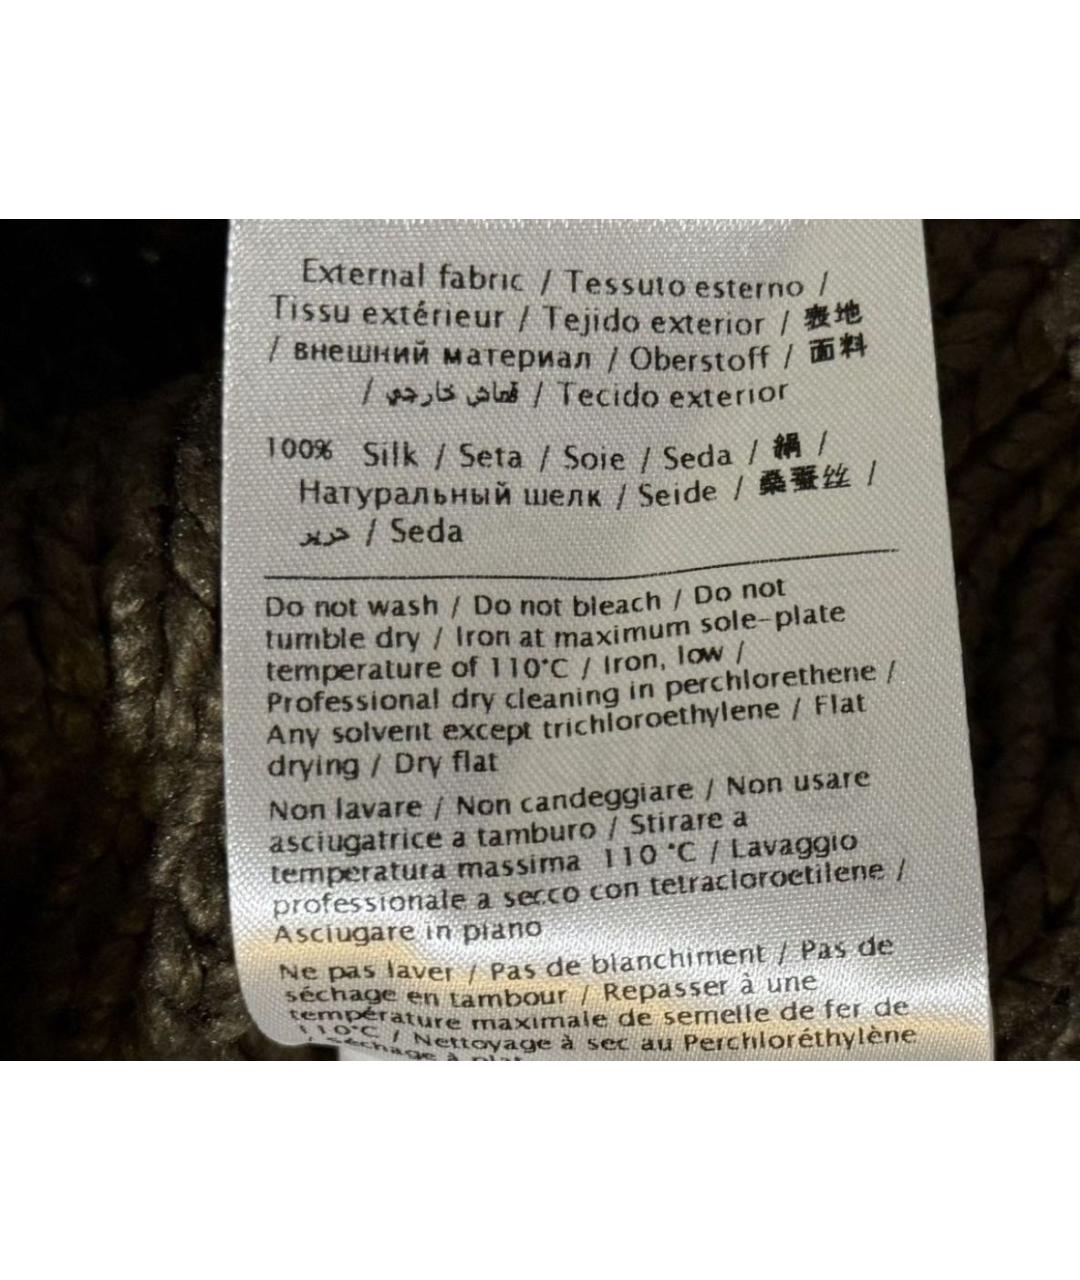 External fabric / Tessuto esterno /
Tissu extérieur / Tejido exterior / 表地
/ внешний материал / Oberstoff / 面料
/ قماش خارجي / Tecido exterior
100% Silk / Seta / Soie / Seda / 絹 /
Натуральный шелк / Seide / 桑蚕丝 /
حرير / Seda
Do not wash / Do not bleach / Do not
tumble dry / Iron at maximum sole-plate
temperature of 110°C / Iron, low /
Professional dry cleaning in perchlorethene /
Any solvent except trichloroethylene / Flat
drying / Dry flat
Non lavare / Non candeggiare / Non usare
asciugatrice a tamburo / Stirare a
temperatura massima 110 °C / Lavaggio
professionale a secco con tetracloroetilene /
Asciugare in piano
Ne pas laver / Pas de blanchiment / Pas de
séchage en tambour / Repasser à une
température maximale de semelle de fer de
110°C / Nettoyage à sec au Perchloréthylène
/ Séchage à plat